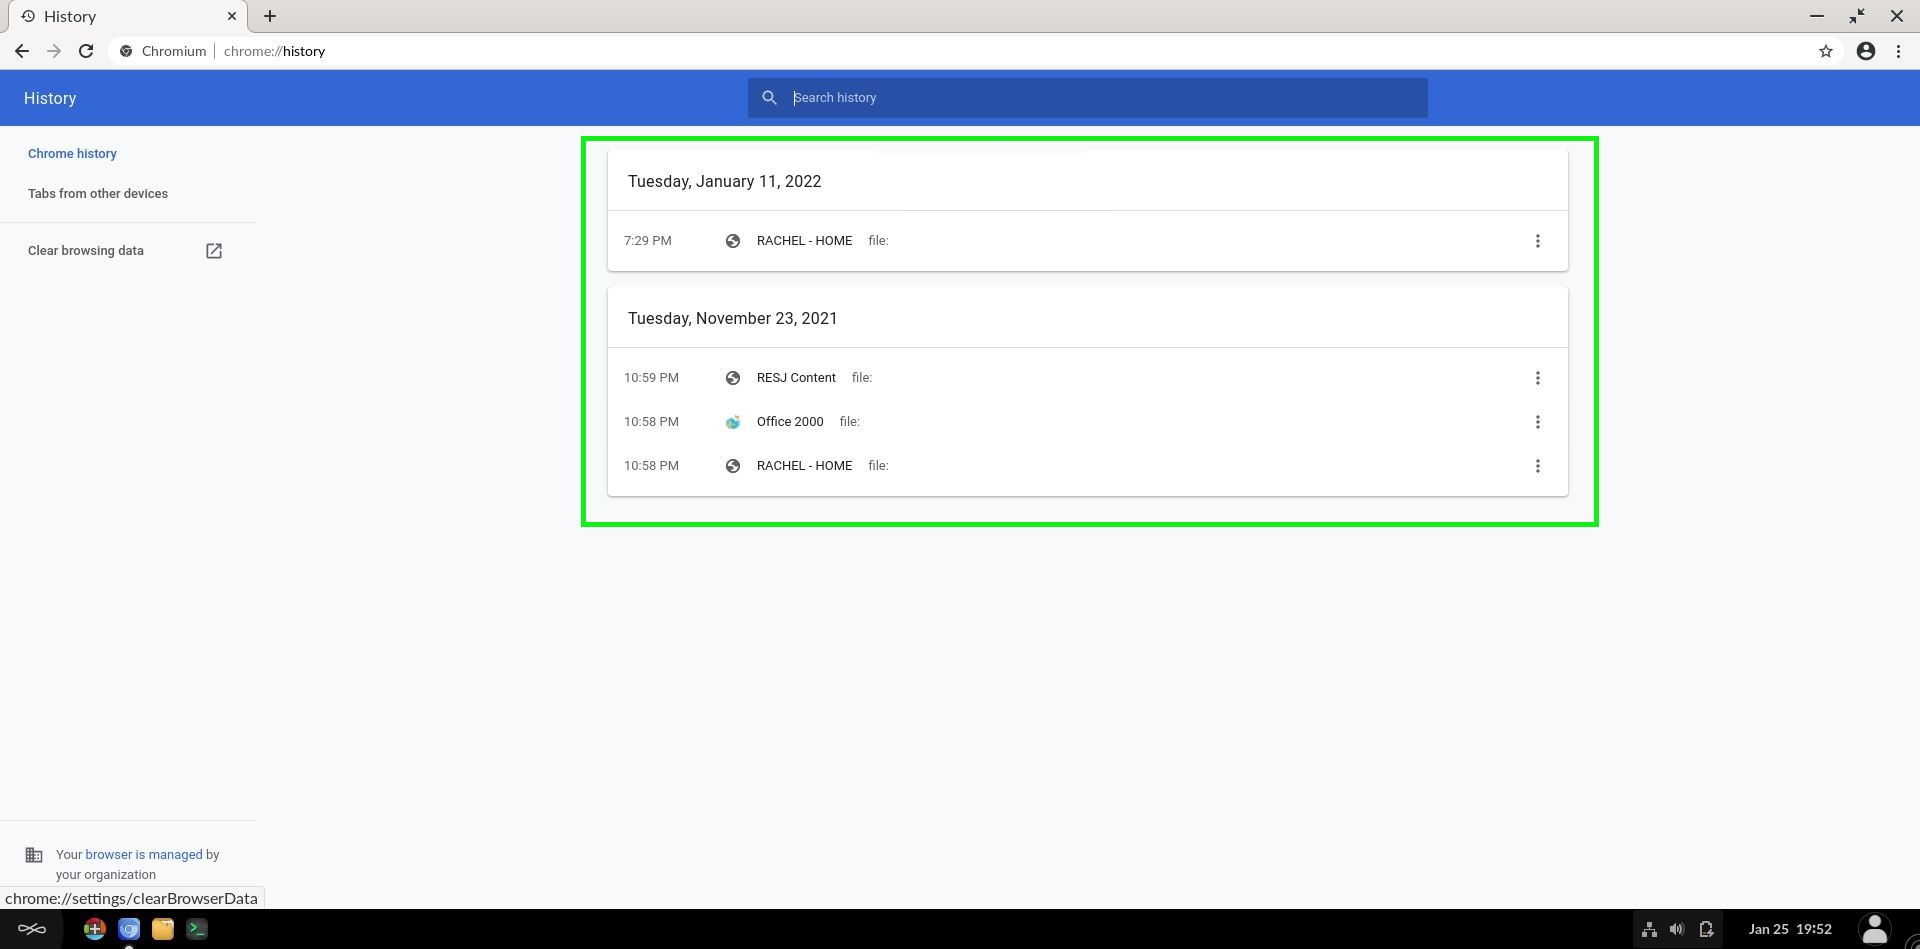 History
Chromium | chrome://history
History
Search history
Chrome history
Tabs from other devices
Clear browsing data
Tuesday, January 11, 2022
7:29 PM RACHEL - HOME file:
Tuesday, November 23, 2021
10:59 PM RESJ Content file:
10:58 PM Office 2000 file:
10:58 PM RACHEL - HOME file:
Your browser is managed by
your organization
chrome://settings/clearBrowserData
Jan 25 19:52